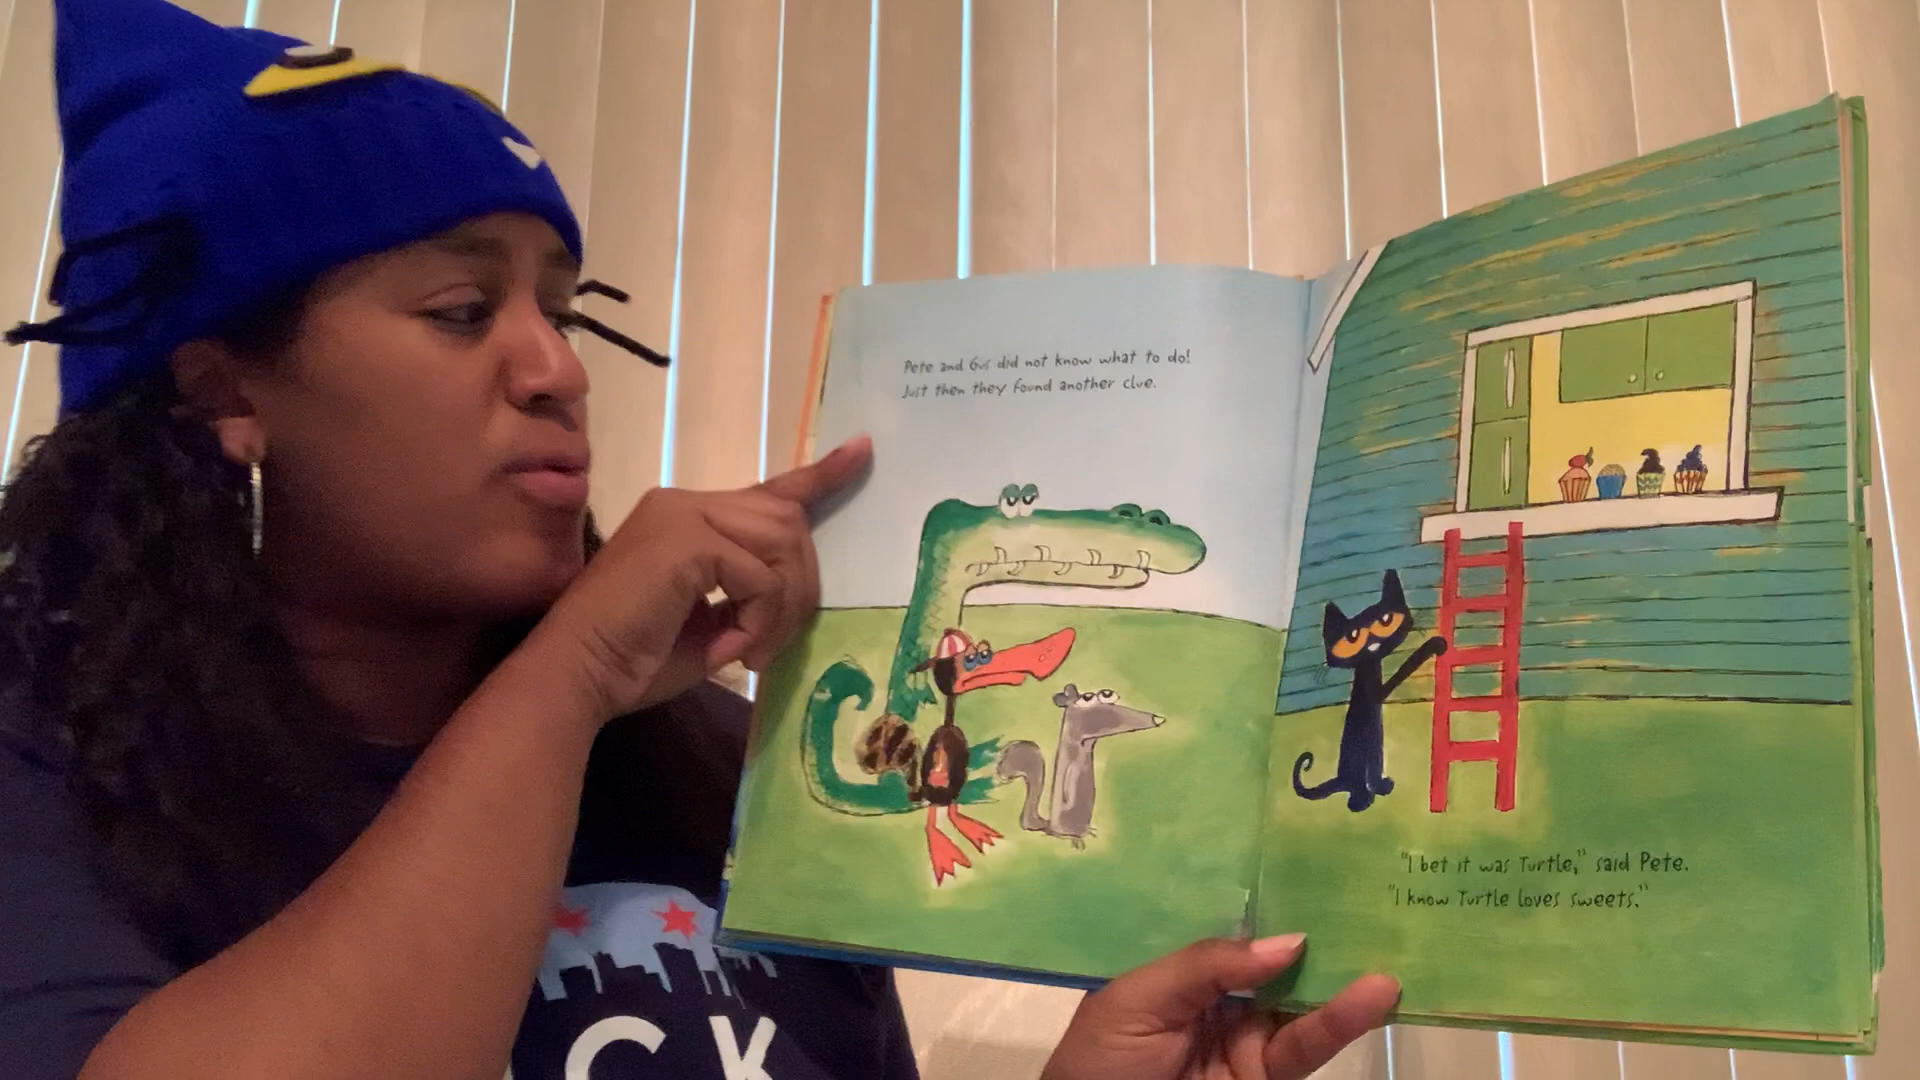 Pete and Gus did not know what to do!
Just then they found another clue.
"I bet it was Turtle," said Pete.
"I know Turtle loves sweets."
CK